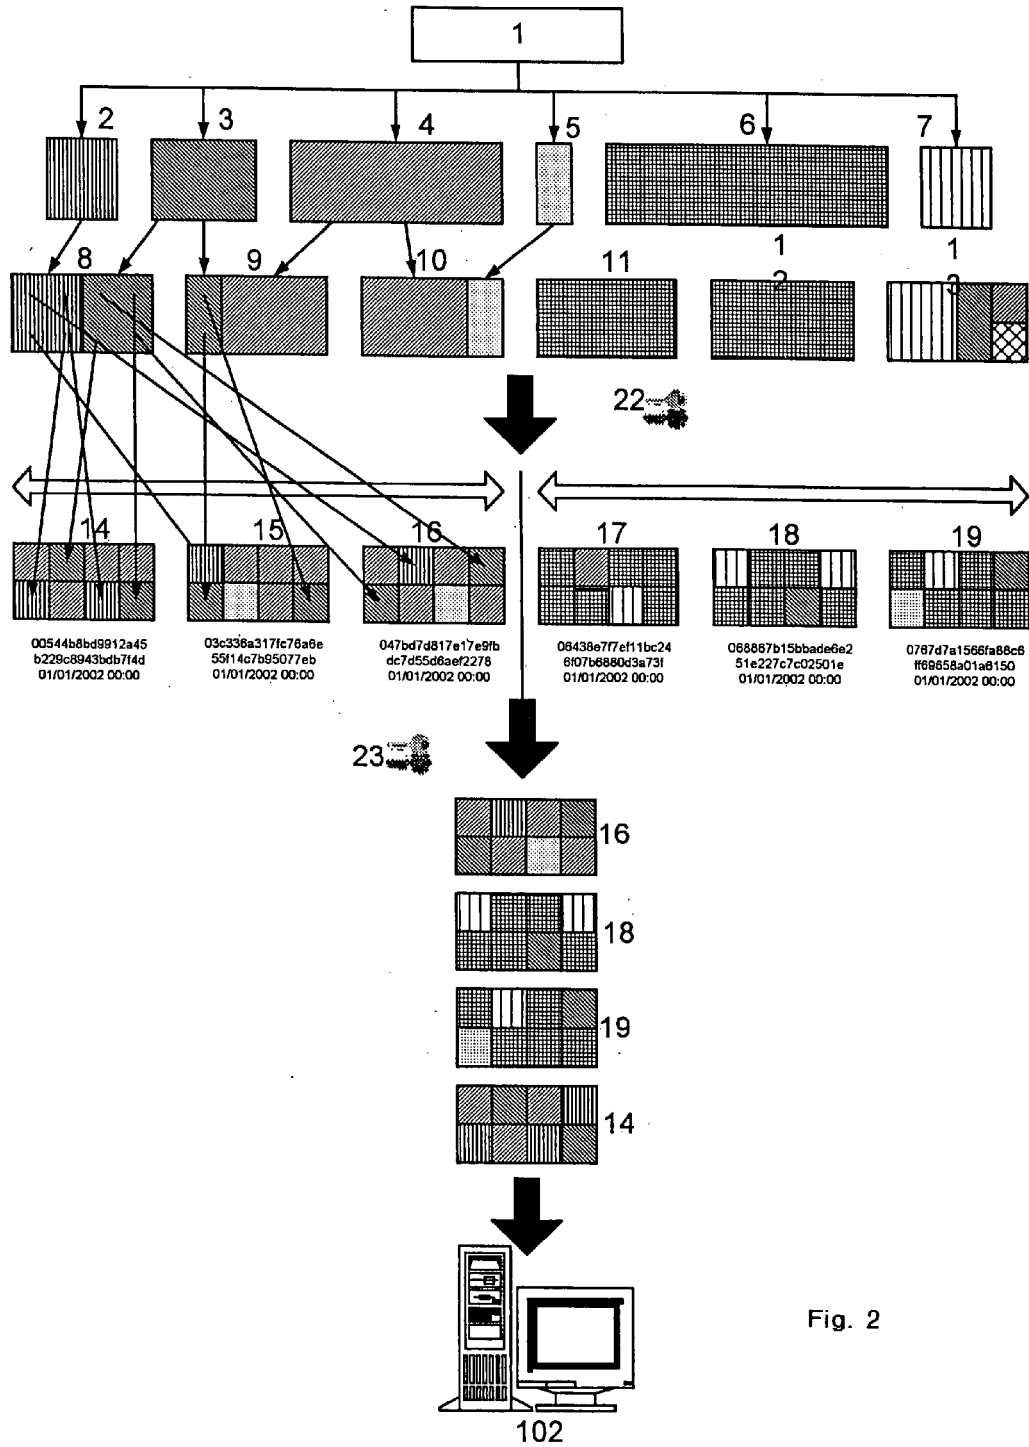 1
2 3 4 5 6 7
8 9 10 11 1 1
2 3
22
14 15 16 17 18 19
00544b8bd9912a45 03c336a317fc76a6e 047bd7d817e17e9fb 06438e7f7ef11bc24 068867b15bbade6e2 0767d7a1566fa88c6
b229c8943bdb7f4d 55f14c7b95077eb dc7d55d6aef2278 6f07b6880d3a73f 51e227c7c02501e ff69658a01a6150
01/01/2002 00:00 01/01/2002 00:00 01/01/2002 00:00 01/01/2002 00:00 01/01/2002 00:00 01/01/2002 00:00
23
16
18
19
14
Fig. 2
102